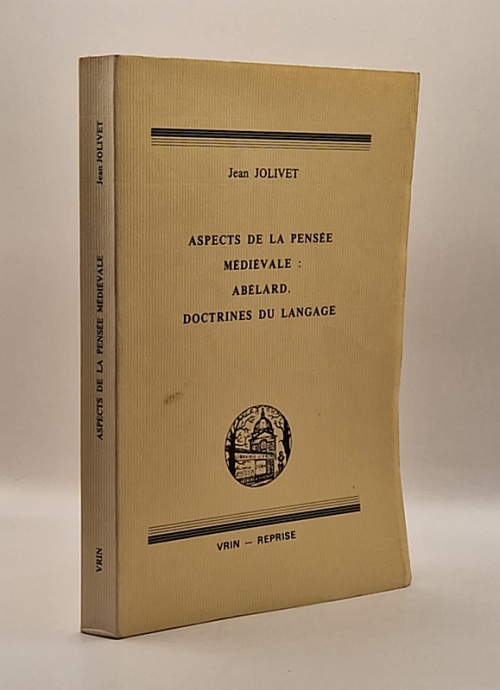 Jean JOLIVET
ASPECTS DE LA PENSÉE MÉDIÉVALE
VRIN
Jean JOLIVET
ASPECTS DE LA PENSÉE
MÉDIÉVALE :
ABÉLARD.
DOCTRINES DU LANGAGE
VRIN — REPRISE